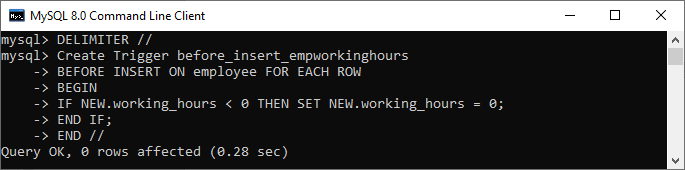 MySQL 8.0 Command Line Client
mysql> DELIMITER //
mysql> Create Trigger before_insert_empworkinghours
    -> BEFORE INSERT ON employee FOR EACH ROW
    -> BEGIN
    -> IF NEW.working_hours < 0 THEN SET NEW.working_hours = 0;
    -> END IF;
    -> END //
Query OK, 0 rows affected (0.28 sec)